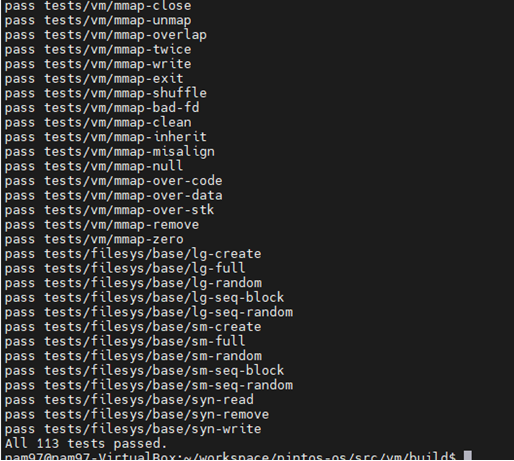 pass tests/vm/mmap-close
pass tests/vm/mmap-unmap
pass tests/vm/mmap-overlap
pass tests/vm/mmap-twice
pass tests/vm/mmap-write
pass tests/vm/mmap-exit
pass tests/vm/mmap-shuffle
pass tests/vm/mmap-bad-fd
pass tests/vm/mmap-clean
pass tests/vm/mmap-inherit
pass tests/vm/mmap-misalign
pass tests/vm/mmap-null
pass tests/vm/mmap-over-code
pass tests/vm/mmap-over-data
pass tests/vm/mmap-over-stk
pass tests/vm/mmap-remove
pass tests/vm/mmap-zero
pass tests/filesys/base/lg-create
pass tests/filesys/base/lg-full
pass tests/filesys/base/lg-random
pass tests/filesys/base/lg-seq-block
pass tests/filesys/base/lg-seq-random
pass tests/filesys/base/sm-create
pass tests/filesys/base/sm-full
pass tests/filesys/base/sm-random
pass tests/filesys/base/sm-seq-block
pass tests/filesys/base/sm-seq-random
pass tests/filesys/base/syn-read
pass tests/filesys/base/syn-remove
pass tests/filesys/base/syn-write
All 113 tests passed.
nam97@nam97-VirtualBox:~/workspace/pintos-os/src/vm/build$